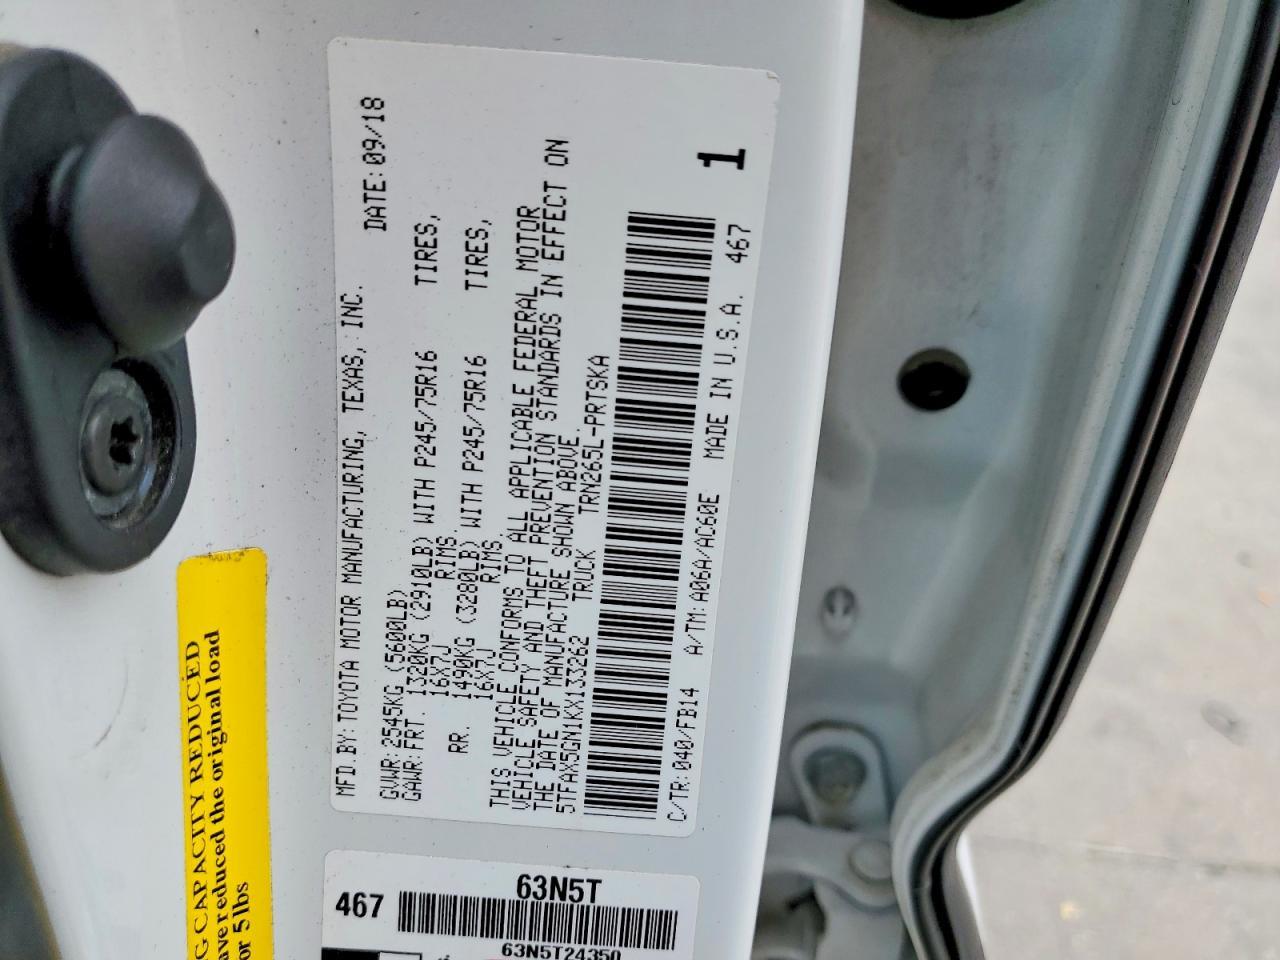 MFD.BY: TOYOTA MOTOR MANUFACTURING, TEXAS, INC. DATE: 09/18
GVWR: 2545KG (5600LB)
GAWR: FRT. 1320KG (2910LB) WITH P245/75R16 TIRES,
16X7J RIMS
RR. 1490KG (3280LB) WITH P245/75R16 TIRES,
16X7J RIMS,
THIS VEHICLE CONFORMS TO ALL APPLICABLE FEDERAL MOTOR
VEHICLE SAFETY AND THEFT PREVENTION STANDARDS IN EFFECT ON
THE DATE OF MANUFACTURE SHOWN ABOVE.
5TFAX5GN1KX133262 TRUCK TRN265L-PRTSKA
C/TR: 040/FB14 A/TM: A06A/AC60E MADE IN U.S.A. 467
1
467
63N5T
63N5T24350
G CAPACITY REDUCED
ave reduced the original load
or 5 lbs